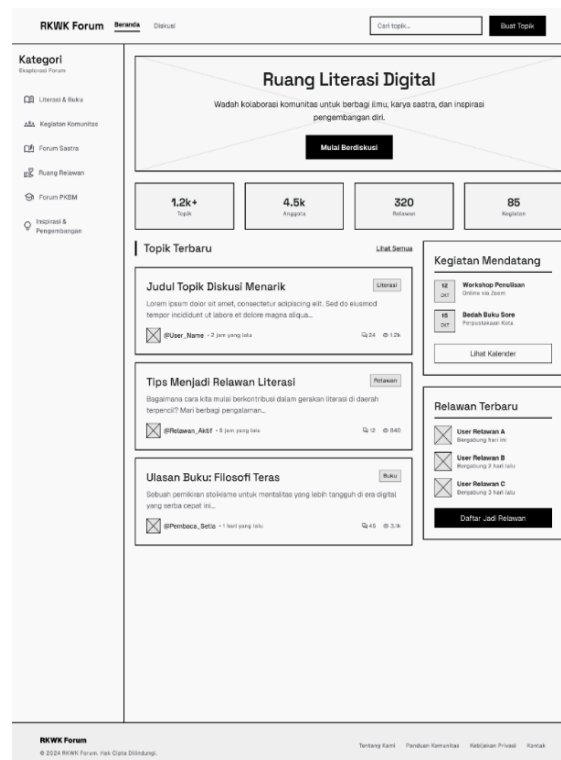 RKWK Forum
Beranda
Diskusi
Cari topik...
Buat Topik
Kategori
Eksplorasi Forum
Literasi & Buku
Kegiatan Komunitas
Forum Sastra
Ruang Relawan
Forum PKBM
Inspirasi &
Pengembangan
Ruang Literasi Digital
Wadah kolaborasi komunitas untuk berbagi ilmu, karya sastra, dan inspirasi
pengembangan diri.
Mulai Berdiskusi
1.2k+
Topik
4.5k
Anggota
320
Relawan
85
Kegiatan
Topik Terbaru
Lihat Semua
Judul Topik Diskusi Menarik
Literasi
Lorem ipsum dolor sit amet, consectetur adipiscing elit. Sed do eiusmod
tempor incididunt ut labore et dolore magna aliqua...
@User_Name • 2 jam yang lalu
24 1.2k
Tips Menjadi Relawan Literasi
Relawan
Bagaimana cara kita mulai berkontribusi dalam gerakan literasi di daerah
terpencil? Mari berbagi pengalaman...
@Relawan_Aktif • 5 jam yang lalu
12 840
Ulasan Buku: Filosofi Teras
Buku
Sebuah pemikiran stoikisme untuk mentalitas yang lebih tangguh di era digital
yang serba cepat ini...
@Pembaca_Setia • 1 hari yang lalu
45 3.1k
Kegiatan Mendatang
12
OKT
Workshop Penulisan
Online via Zoom
15
OKT
Bedah Buku Sore
Perpustakaan Kota
Lihat Kalender
Relawan Terbaru
User Relawan A
Bergabung hari ini
User Relawan B
Bergabung 2 hari lalu
User Relawan C
Bergabung 3 hari lalu
Daftar Jadi Relawan
RKWK Forum
© 2024 RKWK Forum. Hak Cipta Dilindungi.
Tentang Kami
Panduan Komunitas
Kebijakan Privasi
Kontak